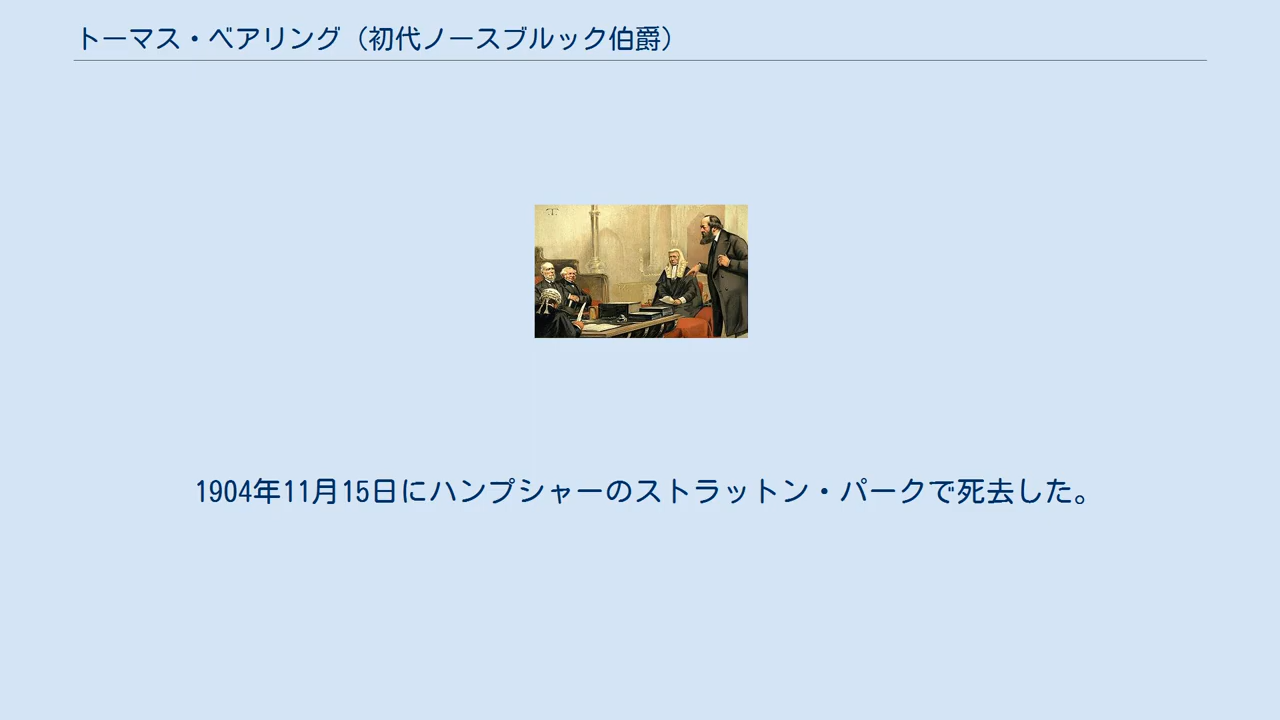 トーマス・ベアリング（初代ノースブルック伯爵）
1904年11月15日にハンプシャーのストラットン・パークで死去した。